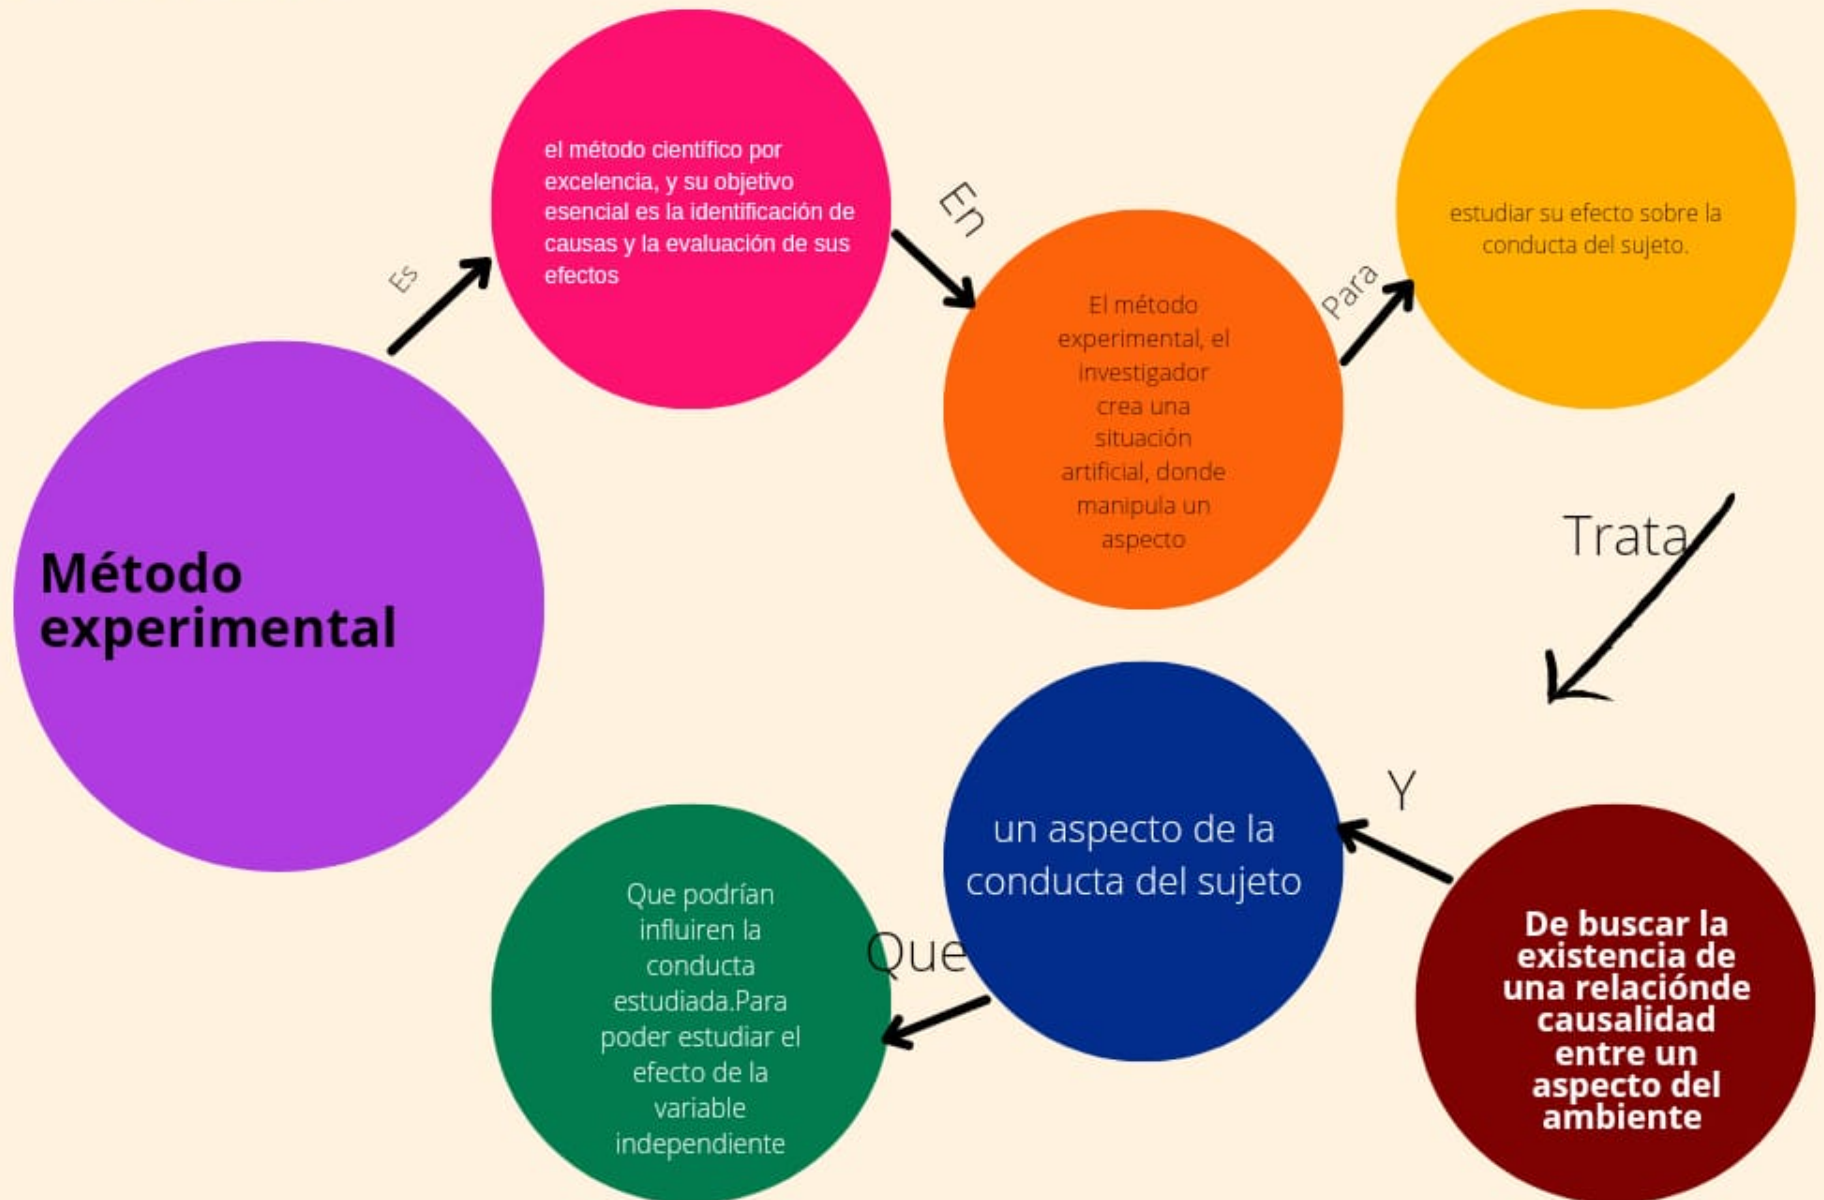 Método
experimental
Es
el método científico por
excelencia, y su objetivo
esencial es la identificación de
causas y la evaluación de sus
efectos
En
El método
experimental, el
investigador
crea una
situación
artificial, donde
manipula un
aspecto
Para
estudiar su efecto sobre la
conducta del sujeto.
Trata
De buscar la
existencia de
una relaciónde
causalidad
entre un
aspecto del
ambiente
Y
un aspecto de la
conducta del sujeto
Que
Que podrían
influiren la
conducta
estudiada.Para
poder estudiar el
efecto de la
variable
independiente